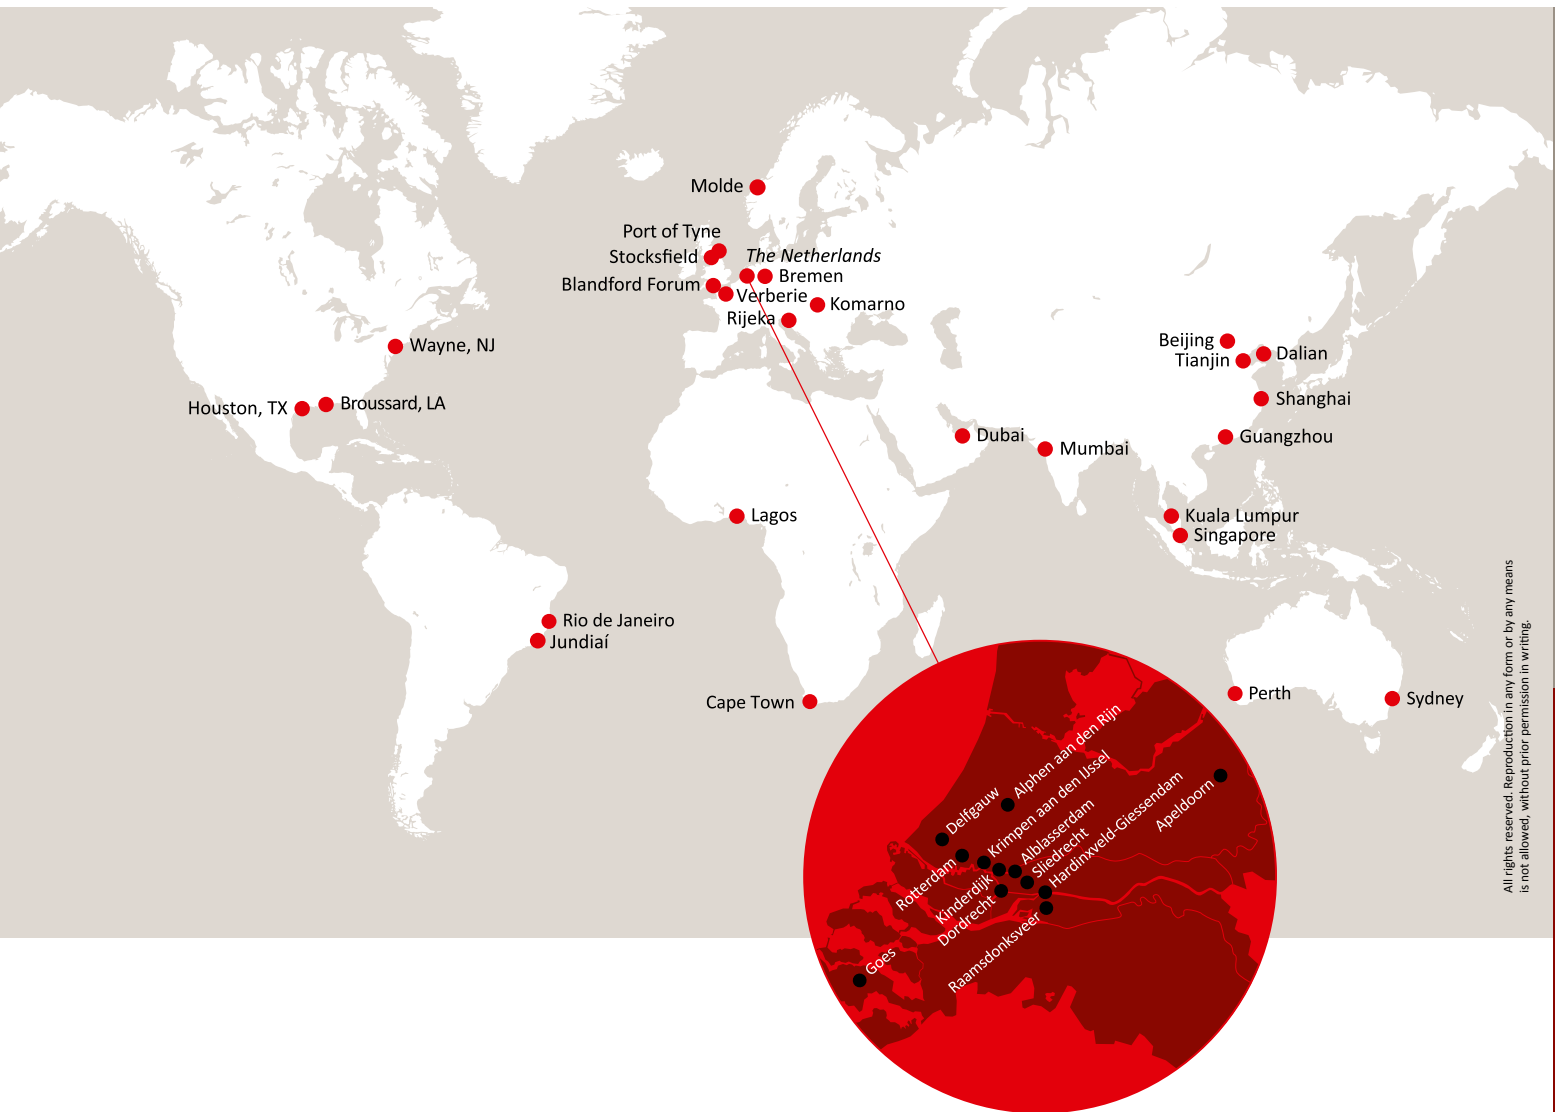 Molde
Port of Tyne
Stocksfield
The Netherlands
Bremen
Blandford Forum
Verberie
Komarno
Rijeka
Wayne, NJ
Houston, TX
Broussard, LA
Beijing
Tianjin
Dalian
Shanghai
Guangzhou
Dubai
Mumbai
Lagos
Kuala Lumpur
Singapore
Rio de Janeiro
Jundiaí
Cape Town
Perth
Sydney
Delfgauw
Alphen aan den Rijn
Krimpen aan den IJssel
Alblasserdam
Sliedrecht
Hardinxveld-Giessendam
Apeldoorn
Rotterdam
Kinderdijk
Dordrecht
Raamsdonksveer
Goes
All rights reserved. Reproduction in any form or by any means
is not allowed, without prior permission in writing.